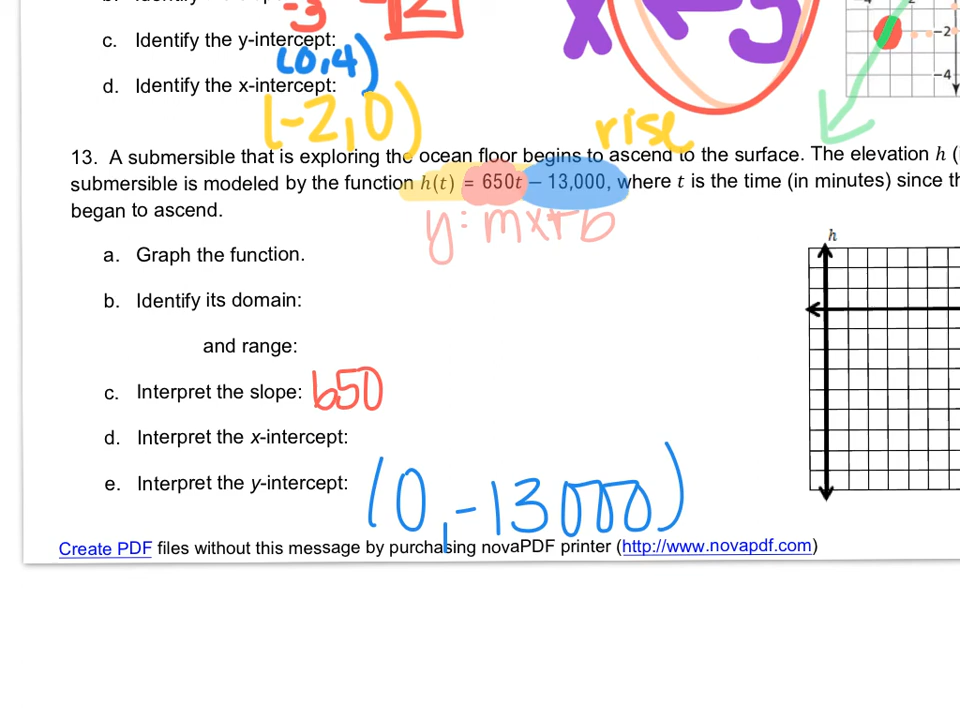 -3 2
c. Identify the y-intercept:
(0,4)
d. Identify the x-intercept:
(-2,0)
x
-2
-4
rise
13. A submersible that is exploring the ocean floor begins to ascend to the surface. The elevation h (
submersible is modeled by the function h(t) = 650t − 13,000, where t is the time (in minutes) since th
began to ascend.
y=mx+b
a. Graph the function.
h
b. Identify its domain:
and range:
c. Interpret the slope: 650
d. Interpret the x-intercept:
e. Interpret the y-intercept: (0,-13000)
Create PDF files without this message by purchasing novaPDF printer (http://www.novapdf.com)